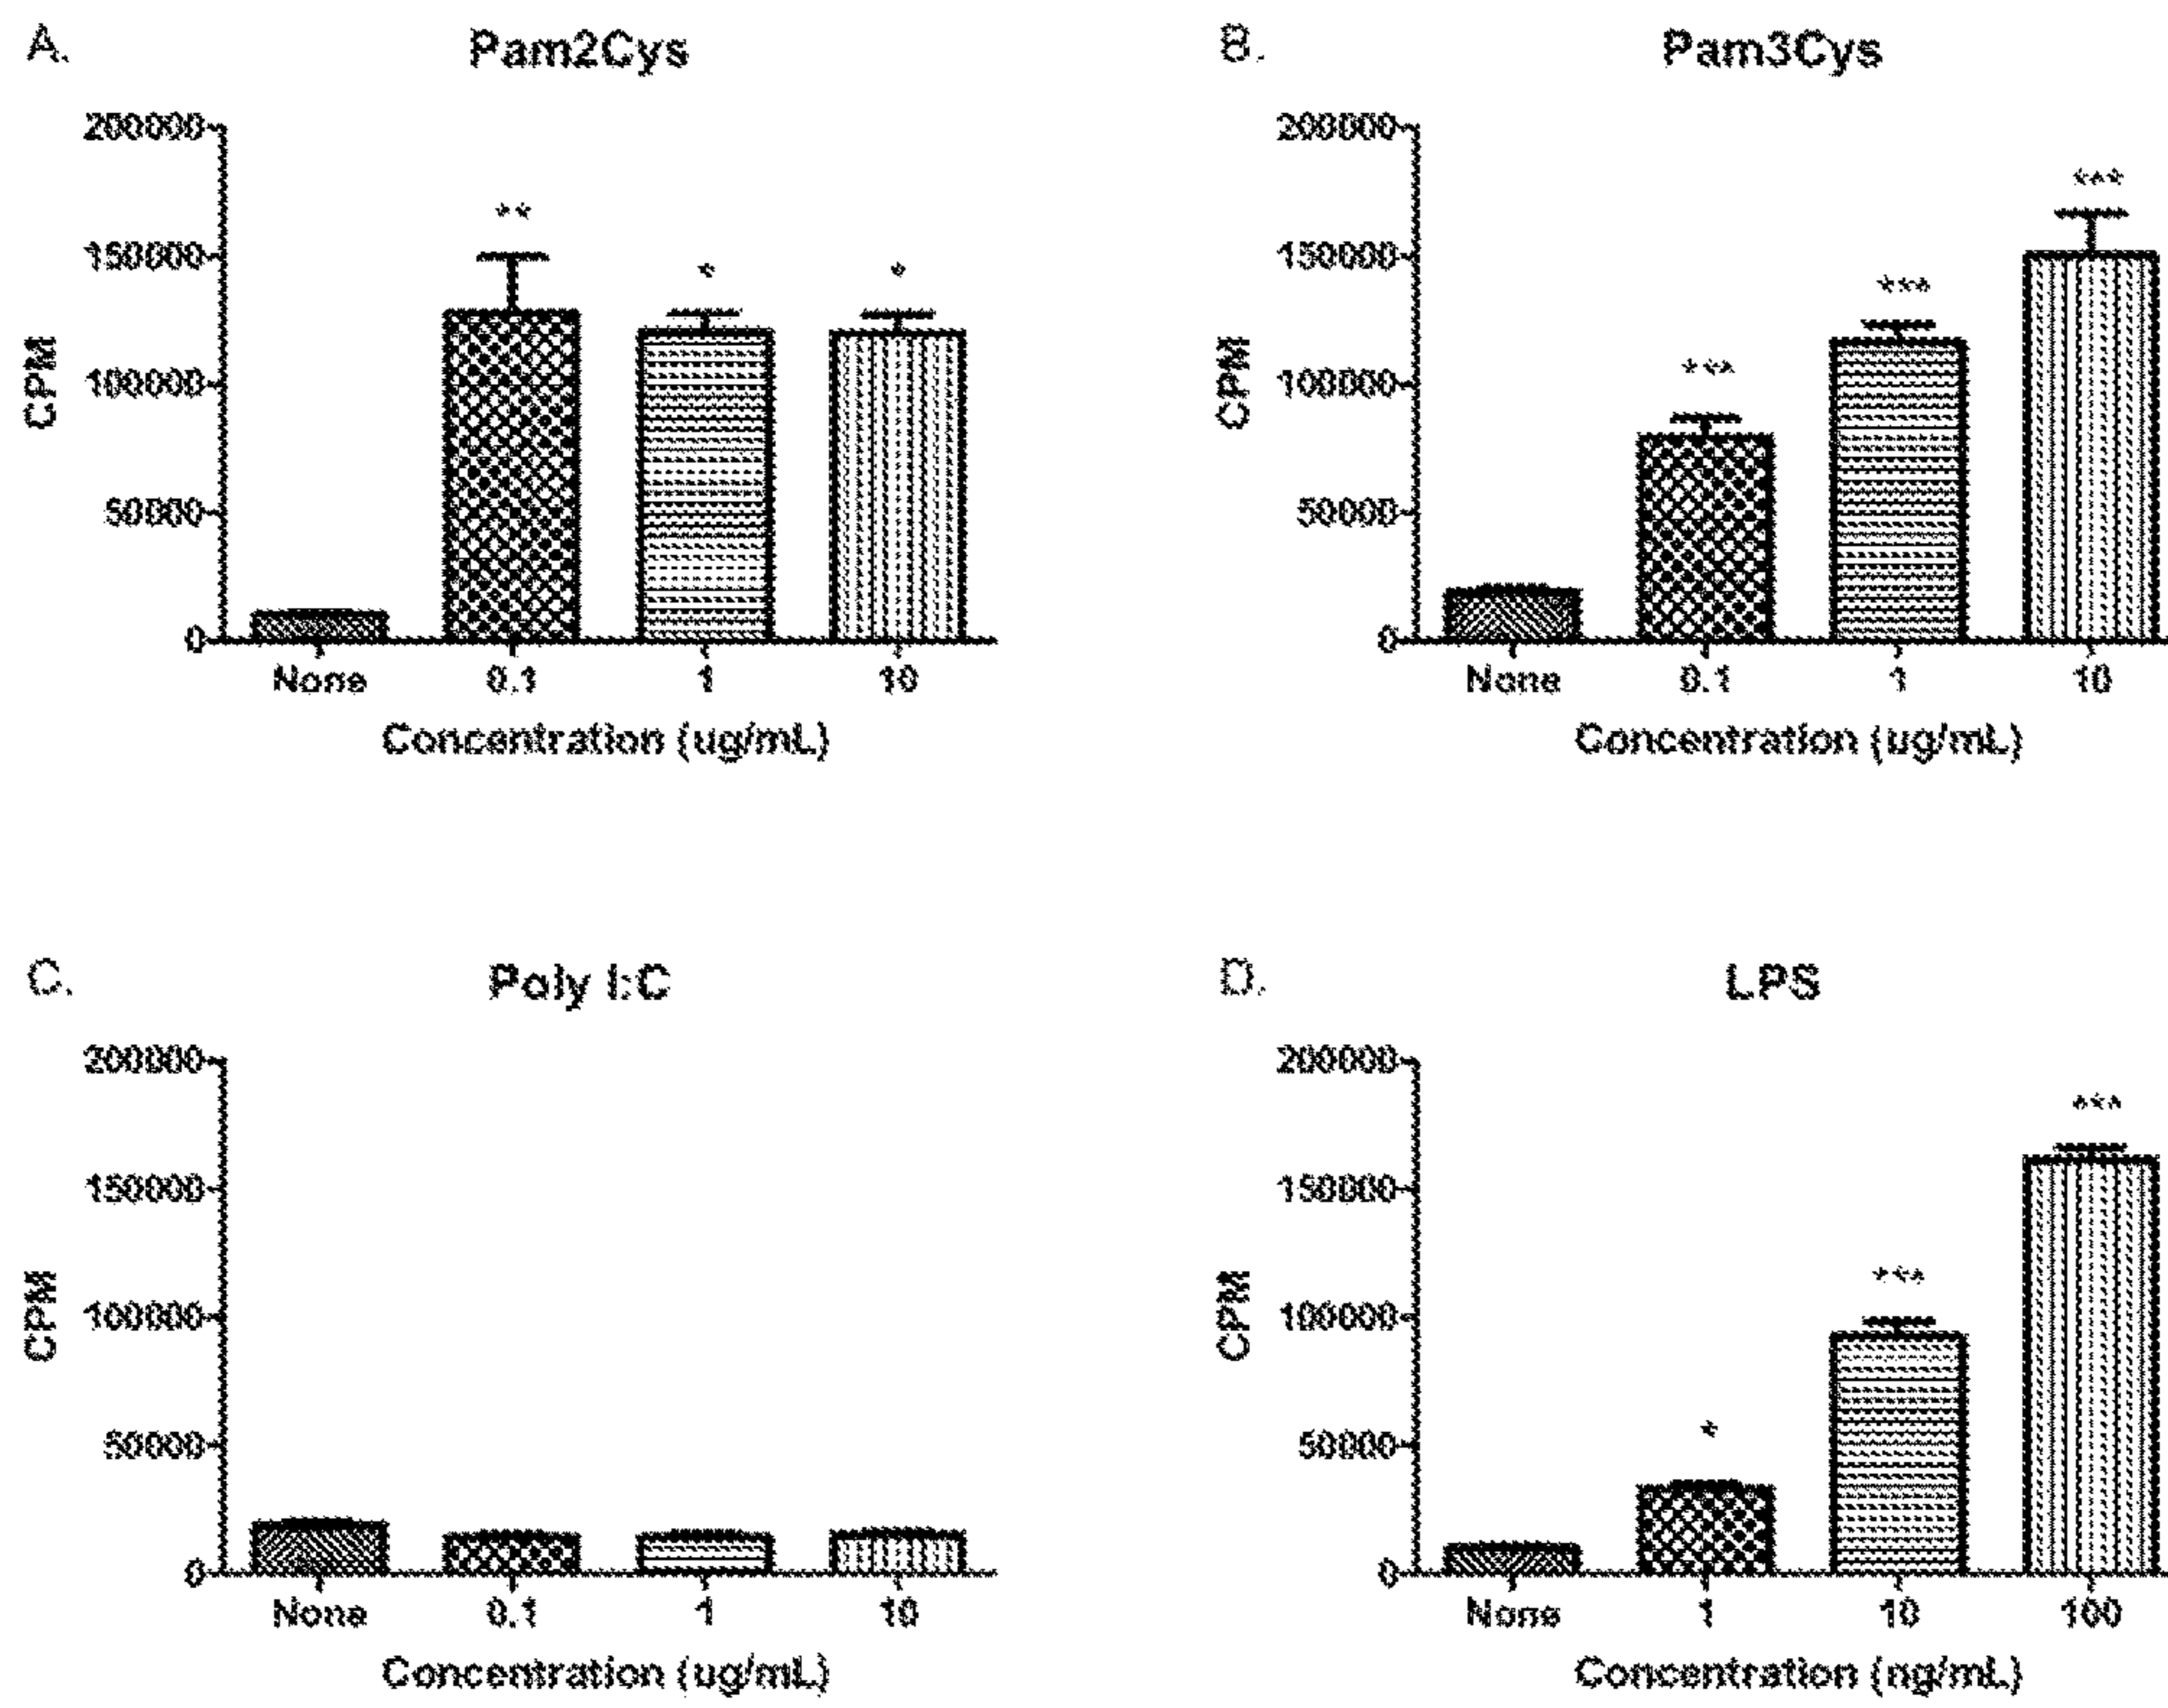 A. Pam2Cys
200000
**
150000
*
*
100000
50000
0
CPM
None 0.1 1 10
Concentration (ug/mL)
B. Pam3Cys
200000
***
150000
***
***
100000
50000
0
CPM
None 0.1 1 10
Concentration (ug/mL)
C. Poly I:C
200000
150000
100000
50000
0
CPM
None 0.1 1 10
Concentration (ug/mL)
D. LPS
200000
***
150000
***
100000
*
50000
0
CPM
None 1 10 100
Concentration (ng/mL)